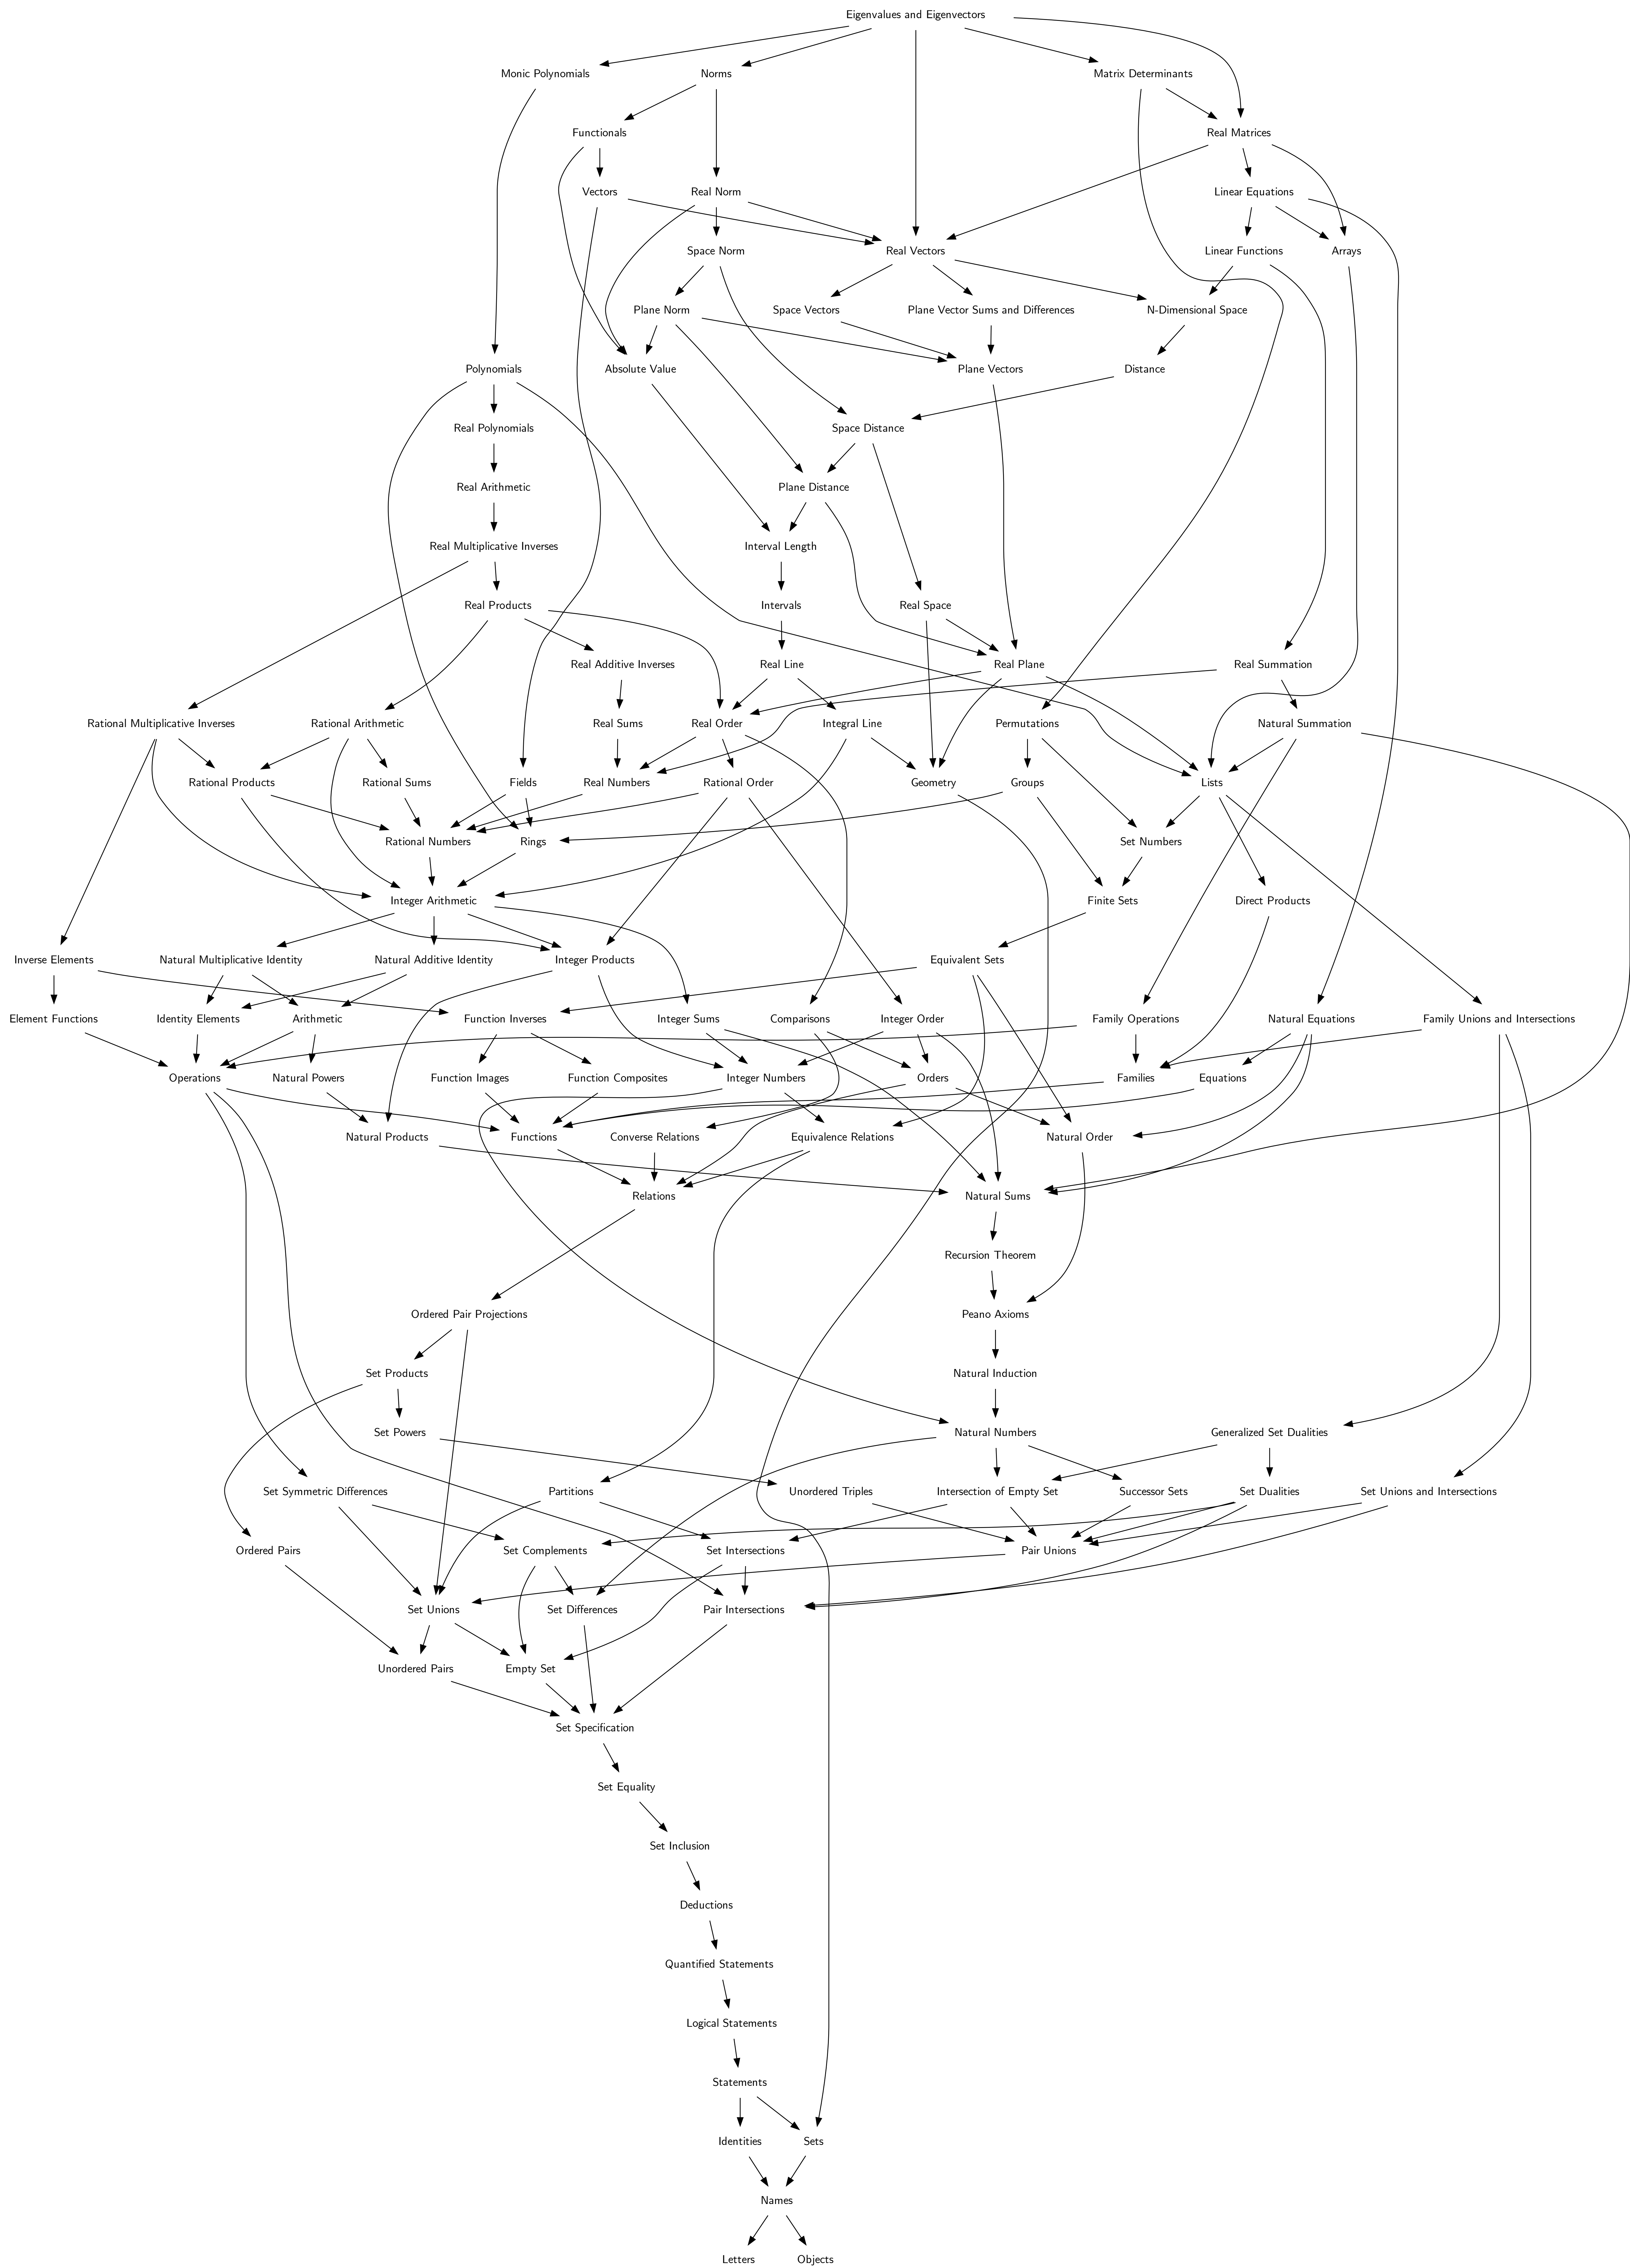 Eigenvalues and Eigenvectors
Monic Polynomials
Norms
Matrix Determinants
Functionals
Real Matrices
Vectors
Real Norm
Linear Equations
Space Norm
Real Vectors
Linear Functions
Arrays
Plane Norm
Space Vectors
Plane Vector Sums and Differences
N-Dimensional Space
Polynomials
Absolute Value
Plane Vectors
Distance
Real Polynomials
Space Distance
Real Arithmetic
Plane Distance
Real Multiplicative Inverses
Interval Length
Real Products
Intervals
Real Space
Real Additive Inverses
Real Line
Real Plane
Real Summation
Rational Multiplicative Inverses
Rational Arithmetic
Real Sums
Real Order
Integral Line
Permutations
Natural Summation
Rational Products
Rational Sums
Fields
Real Numbers
Rational Order
Geometry
Groups
Lists
Rational Numbers
Rings
Set Numbers
Integer Arithmetic
Finite Sets
Direct Products
Inverse Elements
Natural Multiplicative Identity
Natural Additive Identity
Integer Products
Equivalent Sets
Element Functions
Identity Elements
Arithmetic
Function Inverses
Integer Sums
Comparisons
Integer Order
Family Operations
Natural Equations
Family Unions and Intersections
Operations
Natural Powers
Function Images
Function Composites
Integer Numbers
Orders
Families
Equations
Natural Products
Functions
Converse Relations
Equivalence Relations
Natural Order
Relations
Natural Sums
Recursion Theorem
Ordered Pair Projections
Peano Axioms
Set Products
Natural Induction
Set Powers
Natural Numbers
Generalized Set Dualities
Set Symmetric Differences
Partitions
Unordered Triples
Intersection of Empty Set
Successor Sets
Set Dualities
Set Unions and Intersections
Ordered Pairs
Set Complements
Set Intersections
Pair Unions
Set Unions
Set Differences
Pair Intersections
Unordered Pairs
Empty Set
Set Specification
Set Equality
Set Inclusion
Deductions
Quantified Statements
Logical Statements
Statements
Identities
Sets
Names
Letters
Objects